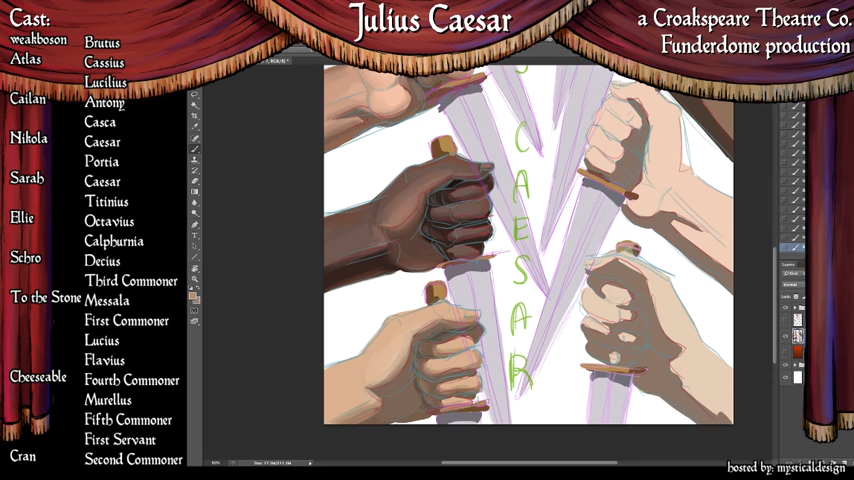 Cast:
Julius Caesar
a Croakspeare Theatre Co.
Funderdome production
weakboson
Brutus
Atlas
Cassius
Lucilius
Cailan
Antony
Casca
Nikola
Caesar
Portia
Sarah
Caesar
Titinius
Ellie
Octavius
Calphurnia
Schro
Decius
Third Commoner
To the Stone
Messala
First Commoner
Lucius
Flavius
Cheeseable
Fourth Commoner
Murellus
Fifth Commoner
First Servant
Cran
Second Commoner
S
C
A
E
S
A
R
hosted by: mysticaldesign